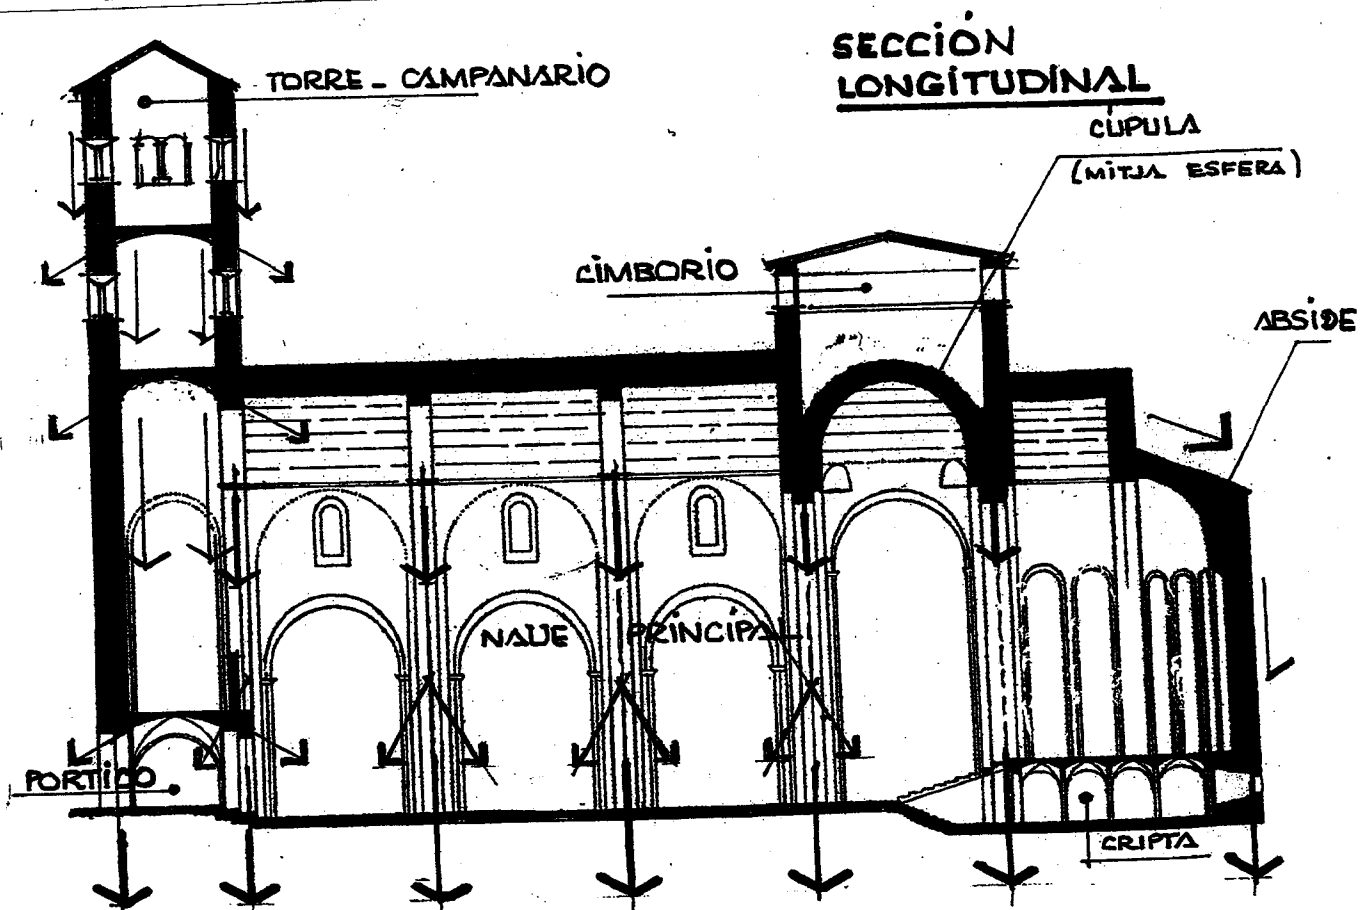 SECCIÓN
LONGITUDINAL
TORRE - CAMPANARIO
CÚPULA
(MITJA ESFERA)
CIMBORIO
ABSIDE
NAVE PRINCIPAL
PORTICO
CRIPTA